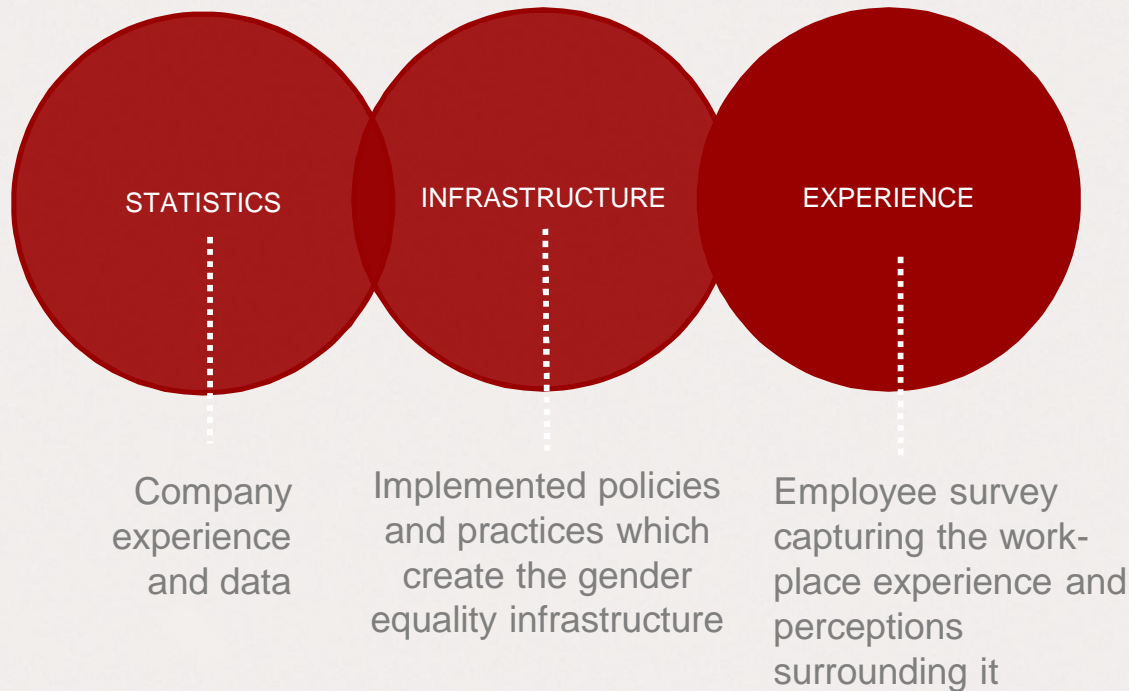 STATISTICS
INFRASTRUCTURE
EXPERIENCE
Company
experience
and data
Implemented policies
and practices which
create the gender
equality infrastructure
Employee survey
capturing the work-
place experience and
perceptions
surrounding it